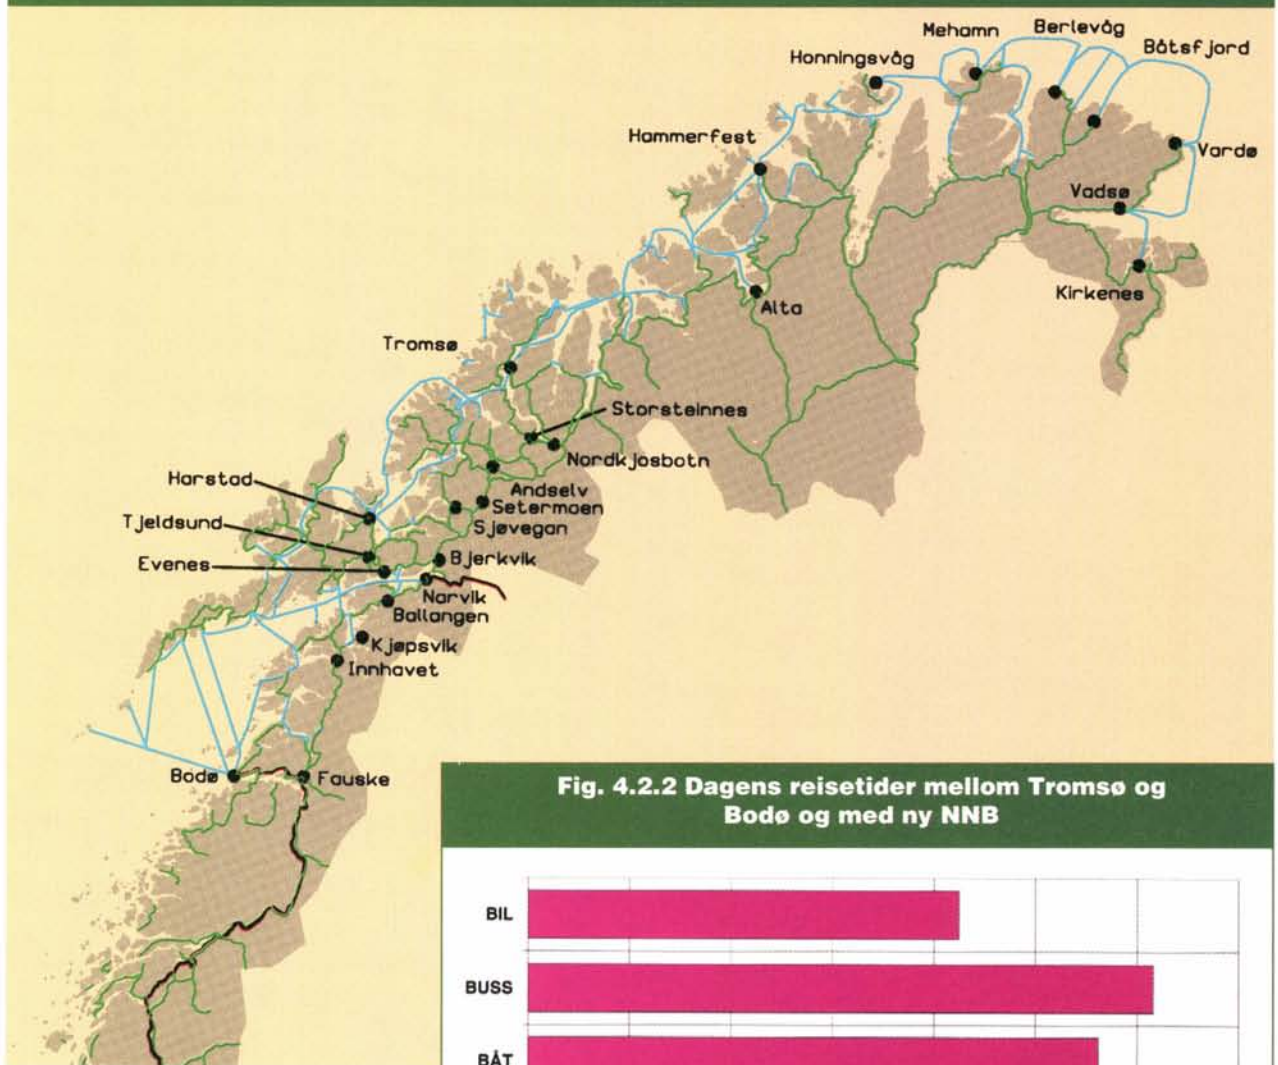 Mehamn
Berlevåg
Båtsfjord
Honningsvåg
Hammerfest
Vardø
Vadsø
Kirkenes
Alta
Tromsø
Storsteinnes
Nordkjosbotn
Harstad
Andselv
Setermoen
Tjeldsund
Sjøvegan
Evenes
Bjerkvik
Narvik
Ballangen
Kjøpsvik
Innhavet
Bodø
Fauske
Fig. 4.2.2 Dagens reisetider mellom Tromsø og
Bodø og med ny NNB
BIL
BUSS
BÅT